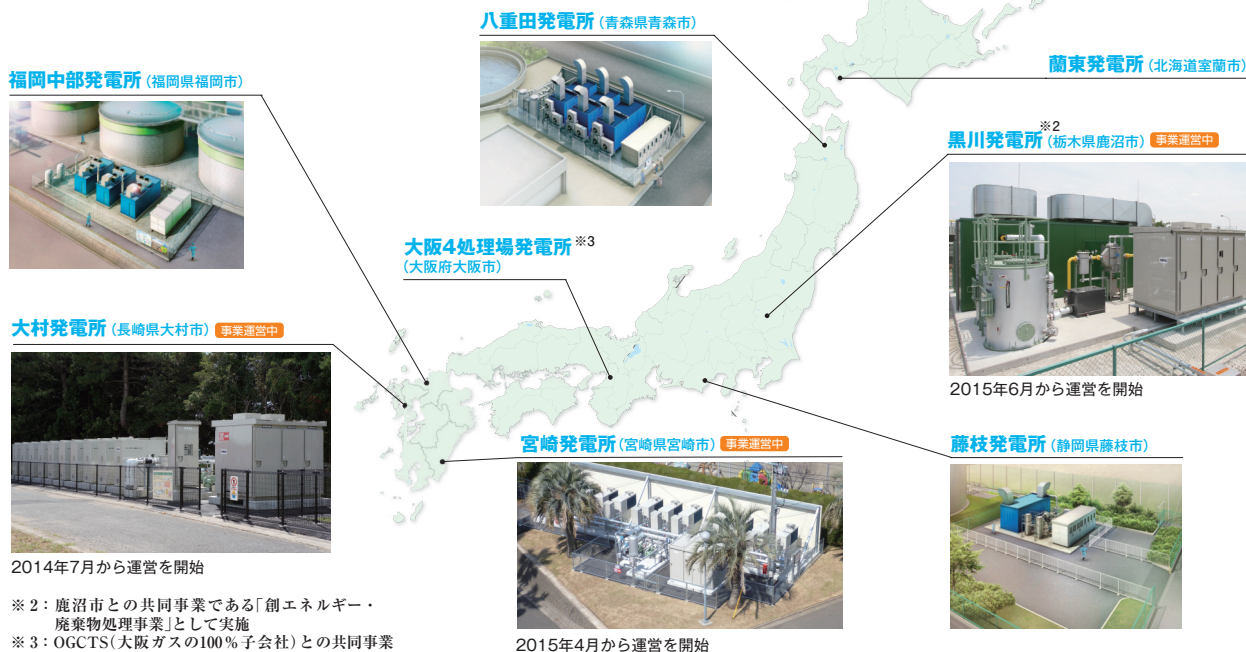 八重田発電所(青森県青森市)
福岡中部発電所(福岡県福岡市)
蘭東発電所(北海道室蘭市)
黒川発電所※2(栃木県鹿沼市) 事業運営中
大阪4処理場発電所※3
(大阪府大阪市)
大村発電所(長崎県大村市) 事業運営中
2015年6月から運営を開始
宮崎発電所(宮崎県宮崎市) 事業運営中
藤枝発電所(静岡県藤枝市)
2014年7月から運営を開始
※2:鹿沼市との共同事業である「創エネルギー・
廃棄物処理事業」として実施
※3:OGCTS(大阪ガスの100%子会社)との共同事業
2015年4月から運営を開始